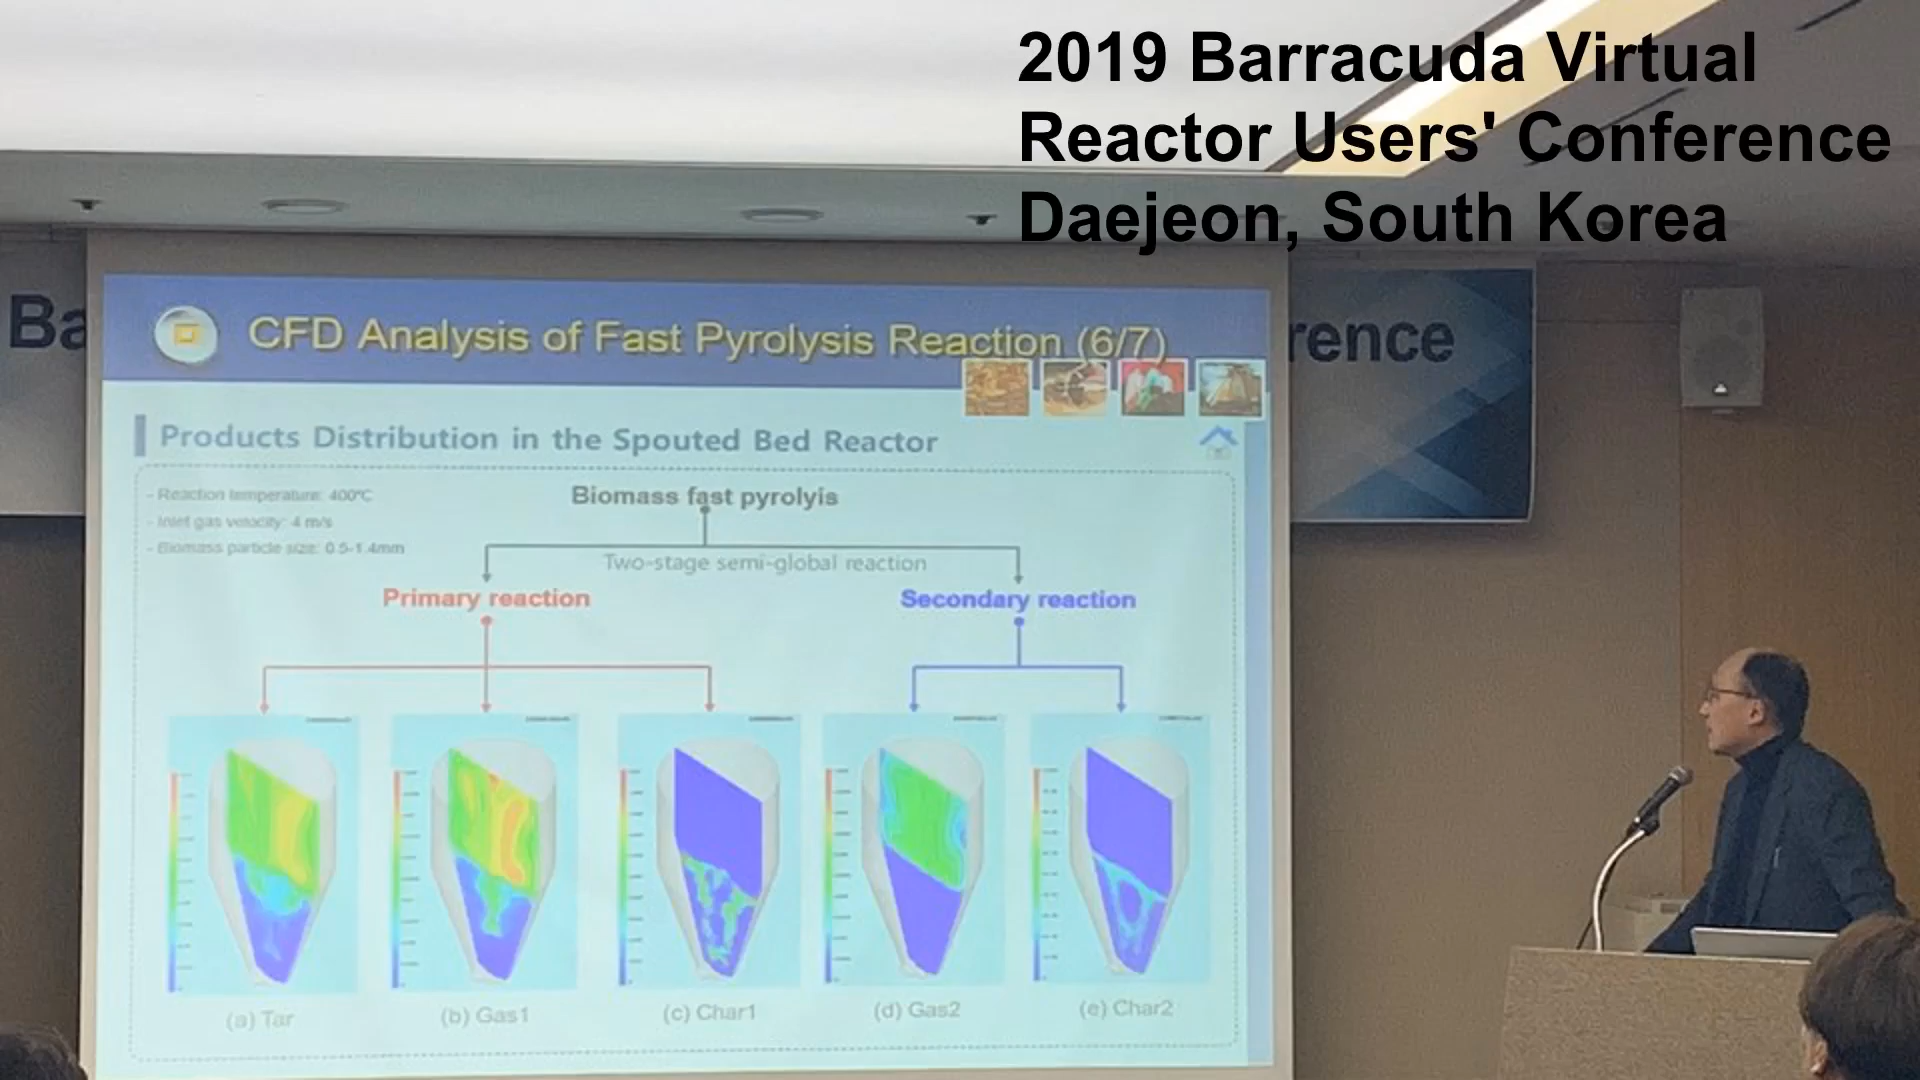 2019 Barracuda Virtual
Reactor Users' Conference
Daejeon, South Korea
Ba
rence
CFD Analysis of Fast Pyrolysis Reaction (6/7)
Products Distribution in the Spouted Bed Reactor
- Reaction temperature: 400℃
- Inlet gas velocity: 4 m/s
- Biomass particle size: 0.5-1.4mm
Biomass fast pyrolyis
Two-stage semi-global reaction
Primary reaction
Secondary reaction
(a) Tar
(b) Gas1
(c) Char1
(d) Gas2
(e) Char2